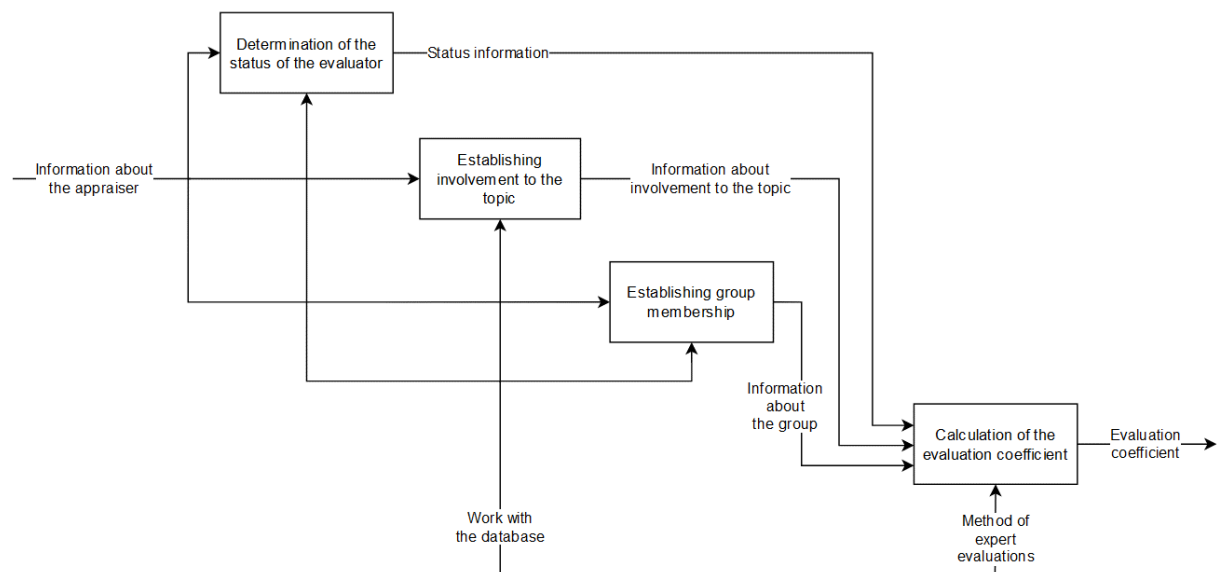 Determination of the
status of the evaluator
Status information
Information about
the appraiser
Establishing
involvement to the
topic
Information about
involvement to the topic
Establishing group
membership
Information
about
the group
Calculation of the
evaluation coefficient
Evaluation
coefficient
Work with
the database
Method of
expert
evaluations